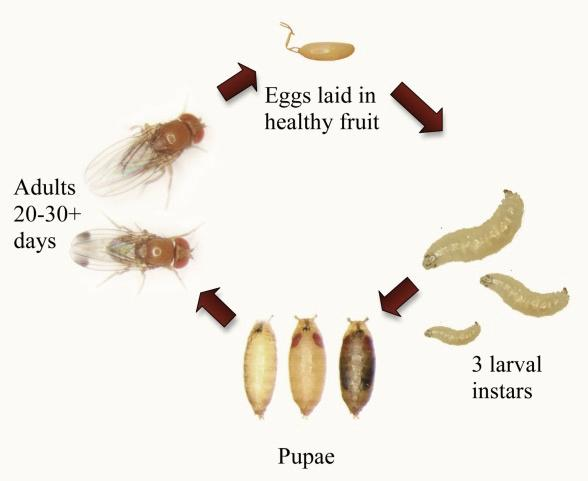 Eggs laid in
healthy fruit
3 larval
instars
Pupae
Adults
20-30+
days